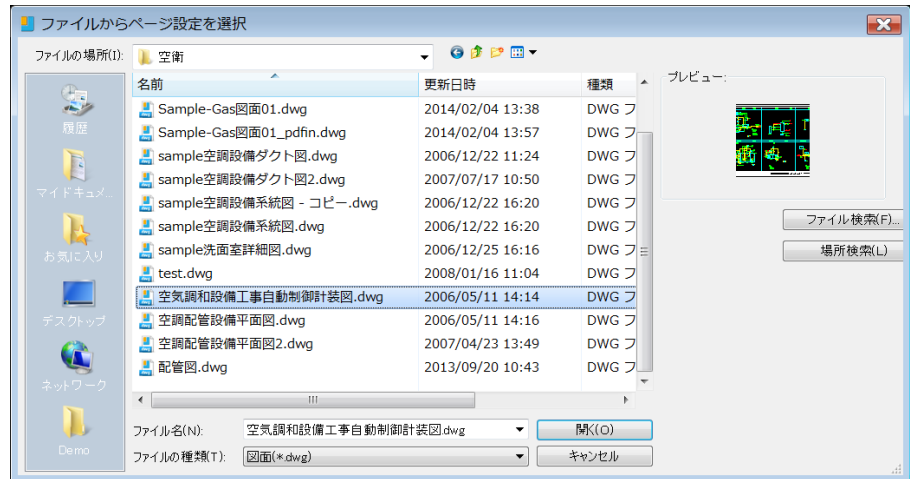 ファイルからページ設定を選択
ファイルの場所(I): 空衛
プレビュー:
名前 更新日時 種類
Sample-Gas図面01.dwg 2014/02/04 13:38 DWG フ
Sample-Gas図面01_pdfin.dwg 2014/02/04 13:57 DWG フ
sample空調設備ダクト図.dwg 2006/12/22 11:24 DWG フ
sample空調設備ダクト図2.dwg 2007/07/17 10:50 DWG フ
sample空調設備系統図 - コピー.dwg 2006/12/22 16:20 DWG フ
sample空調設備系統図.dwg 2006/12/22 16:20 DWG フ
sample洗面室詳細図.dwg 2006/12/25 16:16 DWG フ
test.dwg 2008/01/16 11:04 DWG フ
空気調和設備工事自動制御計装図.dwg 2006/05/11 14:14 DWG フ
空調配管設備平面図.dwg 2006/05/11 14:16 DWG フ
空調配管設備平面図2.dwg 2007/04/23 13:49 DWG フ
配管図.dwg 2013/09/20 10:43 DWG フ
履歴
マイドキュメ...
お気に入り
デスクトップ
ネットワーク
Demo
ファイル検索(F)...
場所検索(L)
ファイル名(N): 空気調和設備工事自動制御計装図.dwg 開く(O)
ファイルの種類(T): 図面(*.dwg) キャンセル